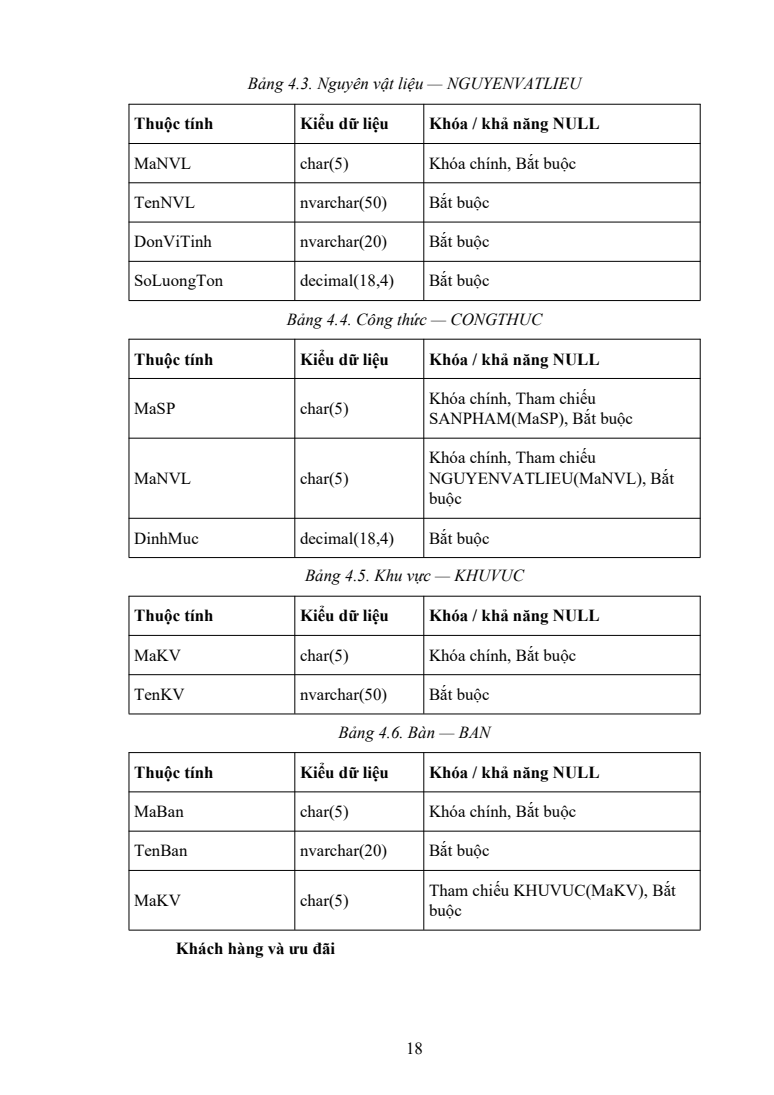 Bảng 4.3. Nguyên vật liệu — NGUYENVATLIEU
Thuộc tính Kiểu dữ liệu Khóa / khả năng NULL
MaNVL char(5) Khóa chính, Bắt buộc
TenNVL nvarchar(50) Bắt buộc
DonViTinh nvarchar(20) Bắt buộc
SoLuongTon decimal(18,4) Bắt buộc
Bảng 4.4. Công thức — CONGTHUC
Thuộc tính Kiểu dữ liệu Khóa / khả năng NULL
MaSP char(5) Khóa chính, Tham chiếu
SANPHAM(MaSP), Bắt buộc
MaNVL char(5) Khóa chính, Tham chiếu
NGUYENVATLIEU(MaNVL), Bắt
buộc
DinhMuc decimal(18,4) Bắt buộc
Bảng 4.5. Khu vực — KHUVUC
Thuộc tính Kiểu dữ liệu Khóa / khả năng NULL
MaKV char(5) Khóa chính, Bắt buộc
TenKV nvarchar(50) Bắt buộc
Bảng 4.6. Bàn — BAN
Thuộc tính Kiểu dữ liệu Khóa / khả năng NULL
MaBan char(5) Khóa chính, Bắt buộc
TenBan nvarchar(20) Bắt buộc
MaKV char(5) Tham chiếu KHUVUC(MaKV), Bắt
buộc
Khách hàng và ưu đãi
18